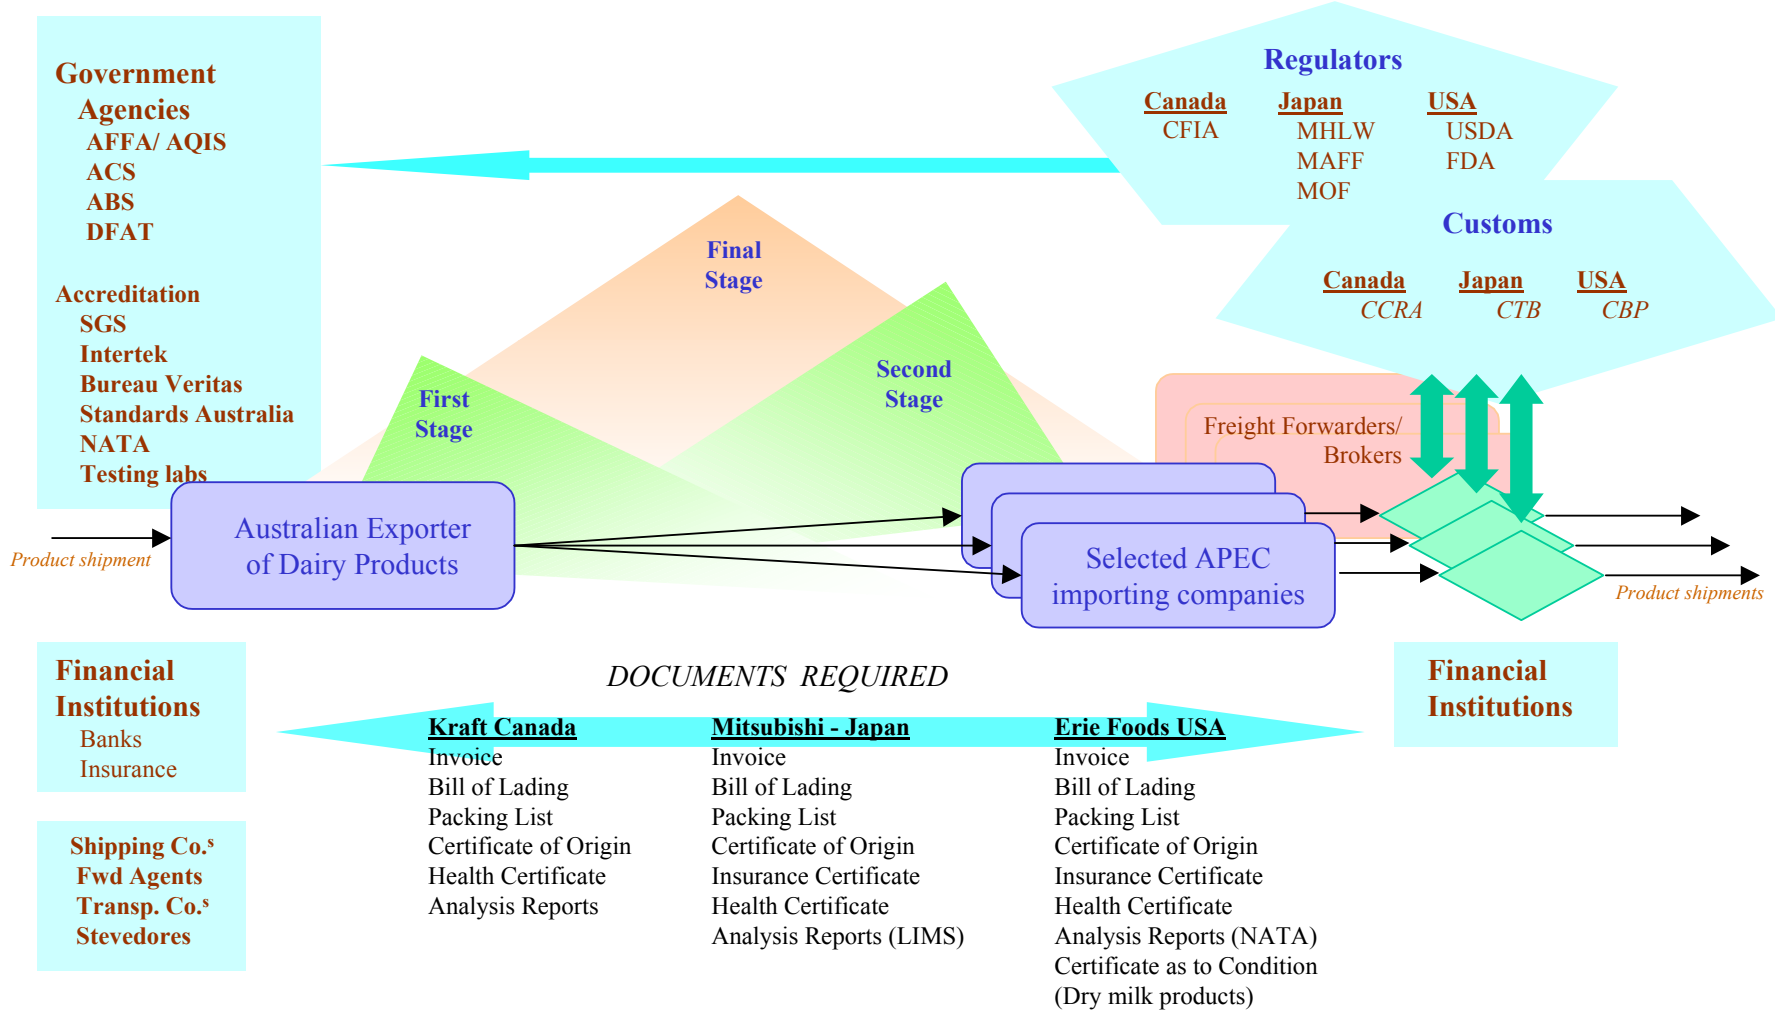 Government
Agencies
AFFA/ AQIS
ACS
ABS
DFAT
Accreditation
SGS
Intertek
Bureau Veritas
Standards Australia
NATA
Testing labs
Regulators
Canada
CFIA
Japan
MHLW
MAFF
MOF
USA
USDA
FDA
Customs
Canada
CCRA
Japan
CTB
USA
CBP
Final
Stage
First
Stage
Second
Stage
Freight Forwarders/
Brokers
Product shipment
Australian Exporter
of Dairy Products
Selected APEC
importing companies
Product shipments
Financial
Institutions
Banks
Insurance
Shipping Co.s
Fwd Agents
Transp. Co.s
Stevedores
DOCUMENTS REQUIRED
Kraft Canada
Invoice
Bill of Lading
Packing List
Certificate of Origin
Health Certificate
Analysis Reports
Mitsubishi - Japan
Invoice
Bill of Lading
Packing List
Certificate of Origin
Insurance Certificate
Health Certificate
Analysis Reports (LIMS)
Erie Foods USA
Invoice
Bill of Lading
Packing List
Certificate of Origin
Insurance Certificate
Health Certificate
Analysis Reports (NATA)
Certificate as to Condition
(Dry milk products)
Financial
Institutions